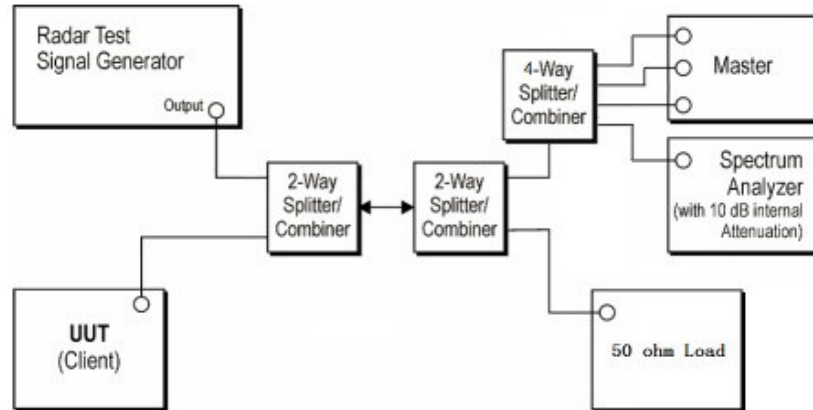 Radar Test
Signal Generator
Output
4-Way
Splitter/
Combiner
Master
Spectrum
Analyzer
(with 10 dB internal
Attenuation)
2-Way
Splitter/
Combiner
2-Way
Splitter/
Combiner
UUT
(Client)
50 ohm Load